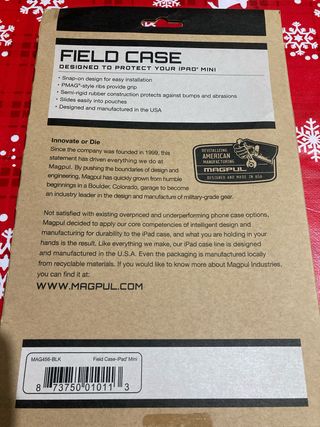 FIELD CASE
DESIGNED TO PROTECT YOUR iPAD® MINI
• Snap-on design for easy installation
• PMAG®-style ribs provide grip
• Semi-rigid rubber construction protects against bumps and abrasions
• Slides easily into pouches
• Designed and manufactured in the USA
Innovate or Die
Since the company was founded in 1999, this
statement has driven everything we do at
Magpul. By pushing the boundaries of design and
engineering, Magpul has quickly grown from humble
beginnings in a Boulder, Colorado, garage to become
an industry leader in the design and manufacture of military-grade gear.
REVITALIZING
AMERICAN
MANUFACTURING
MAGPUL
DESIGNED AND MADE IN USA
Not satisfied with existing overpriced and underperforming phone case options,
Magpul decided to apply our core competencies of intelligent design and
manufacturing for durability to the iPad case, and what you are holding in your
hands is the result. Like everything we make, our iPad case line is designed
and manufactured in the U.S.A. Even the packaging is manufactured locally
from recyclable materials. If you would like to know more about Magpul Industries,
you can find it at:
WWW.MAGPUL.COM
MAG456-BLK Field Case-iPad® Mini
8 73750 01011 3